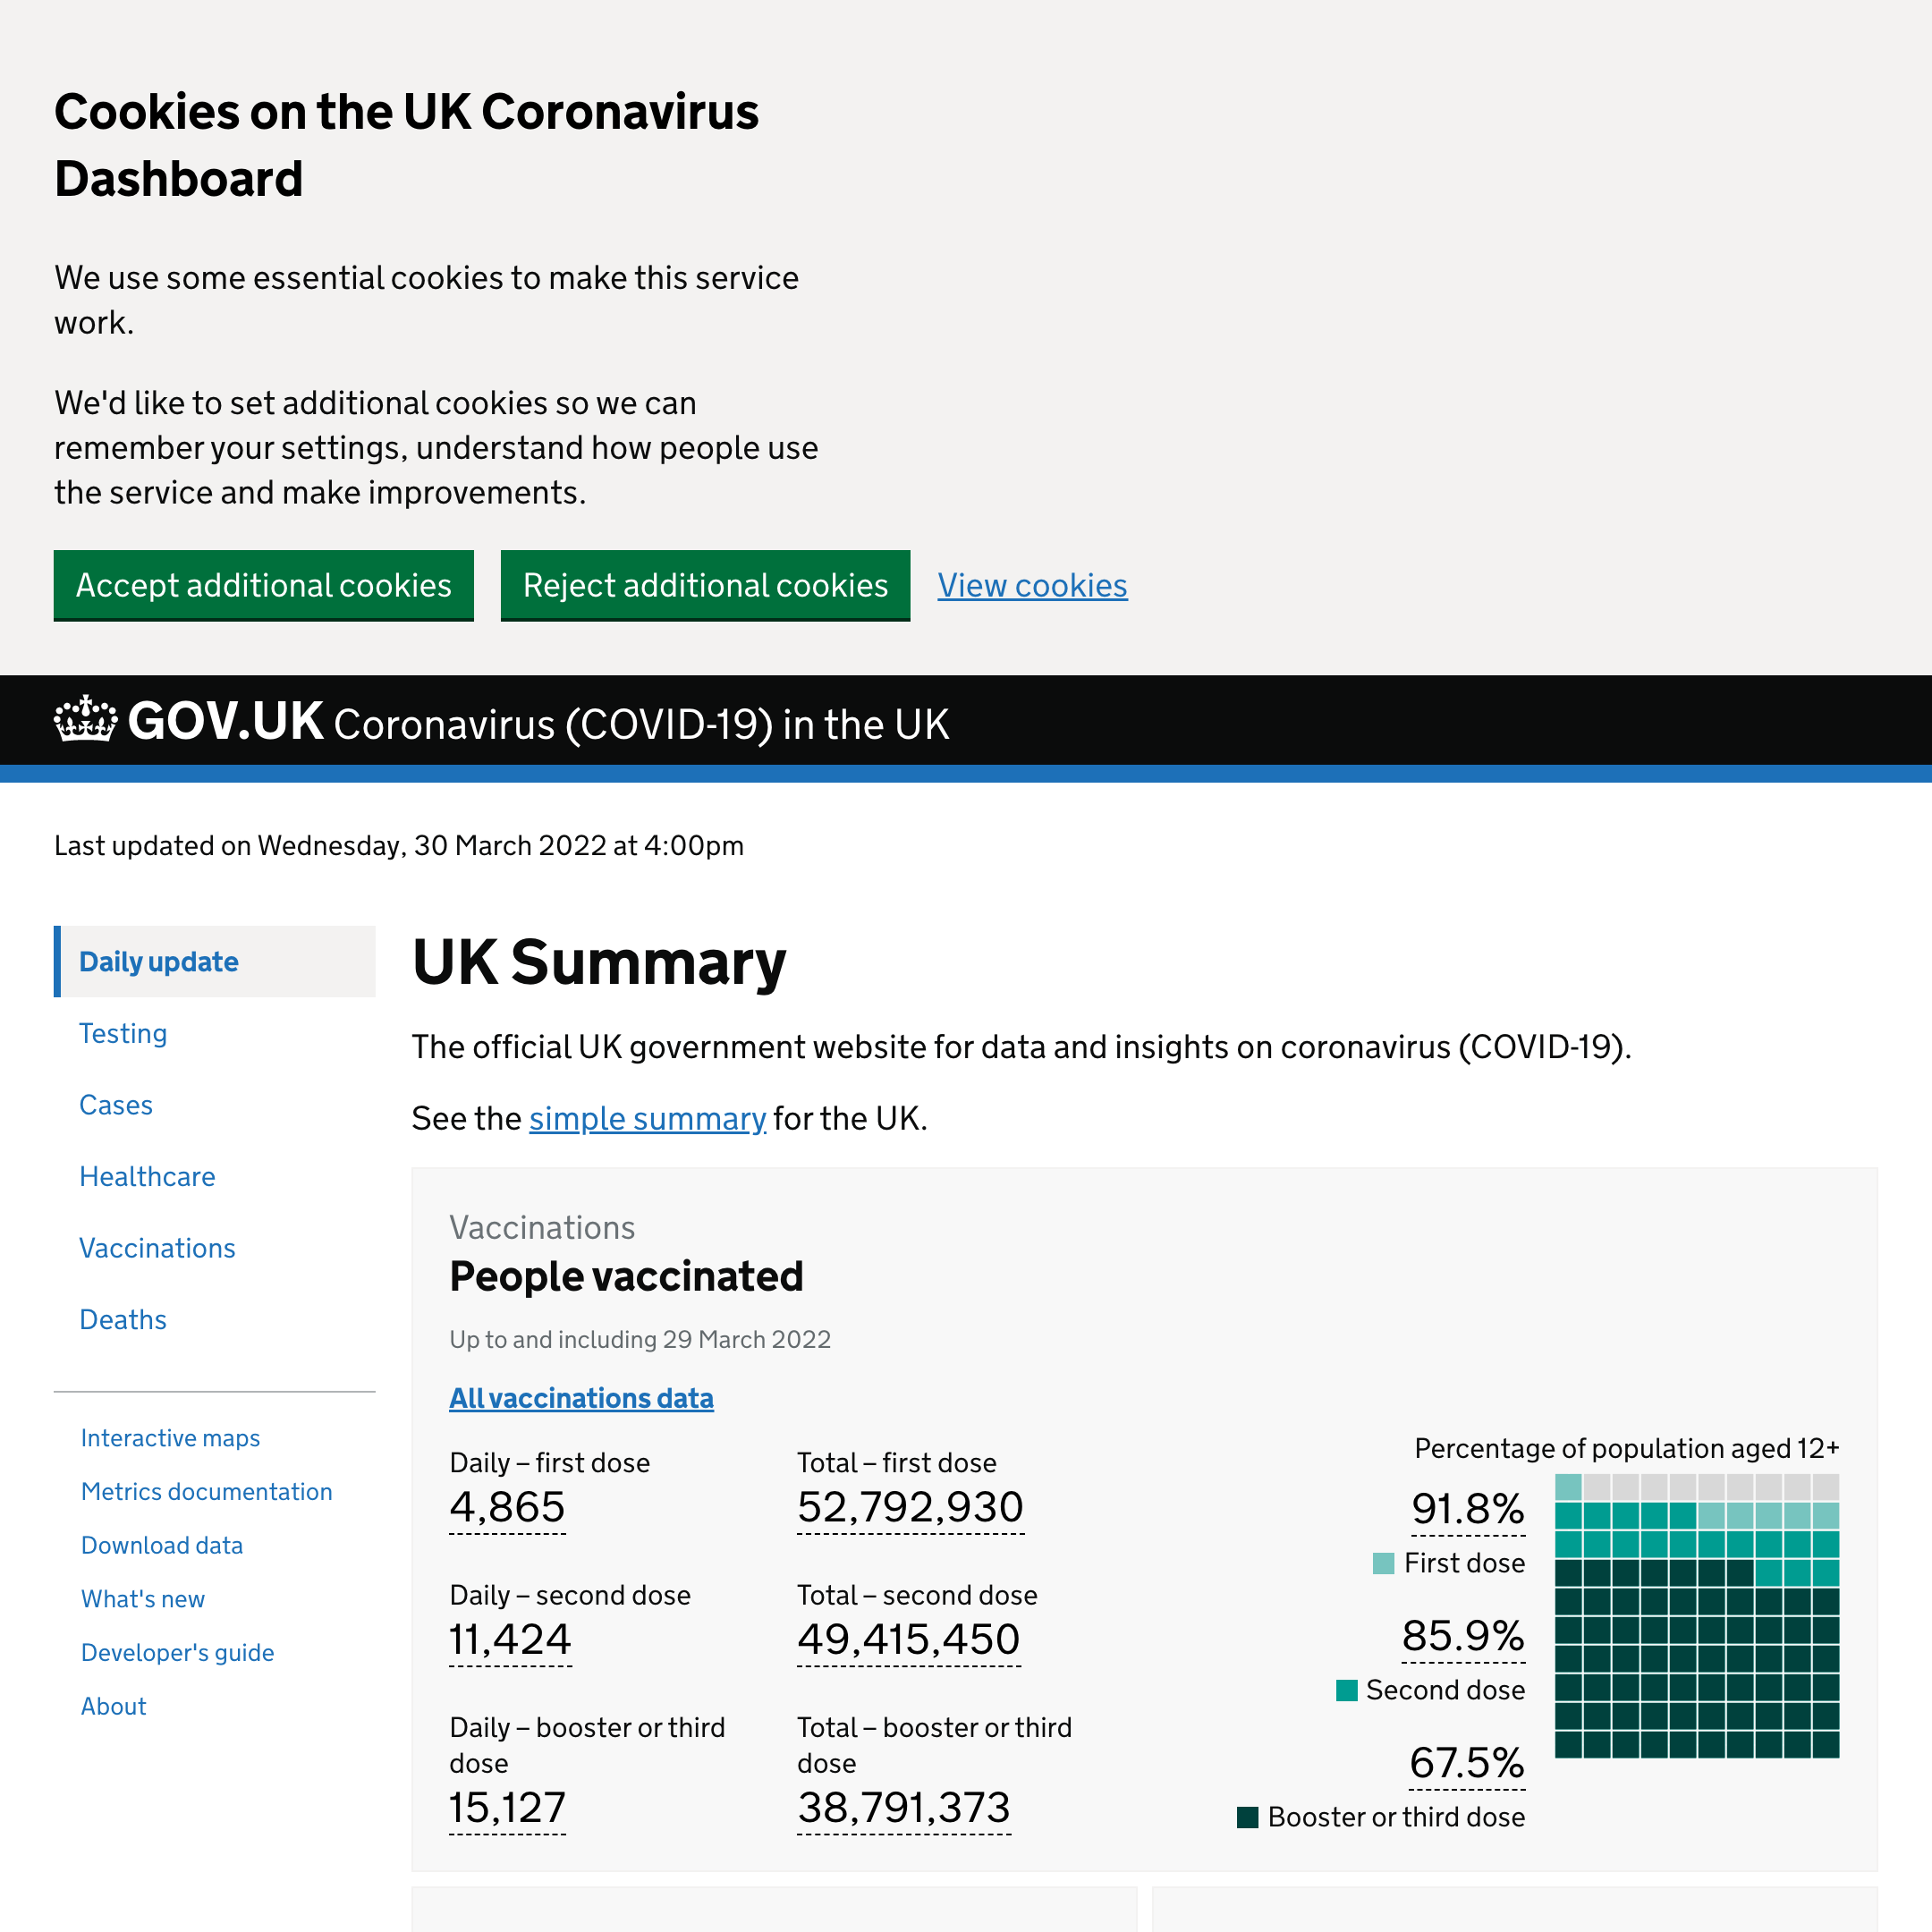 Cookies on the UK Coronavirus
Dashboard
We use some essential cookies to make this service
work.
We'd like to set additional cookies so we can
remember your settings, understand how people use
the service and make improvements.
Accept additional cookies
Reject additional cookies
View cookies
GOV.UK Coronavirus (COVID-19) in the UK
Last updated on Wednesday, 30 March 2022 at 4:00pm
Daily update
Testing
Cases
Healthcare
Vaccinations
Deaths
Interactive maps
Metrics documentation
Download data
What's new
Developer's guide
About
UK Summary
The official UK government website for data and insights on coronavirus (COVID-19).
See the simple summary for the UK.
Vaccinations
People vaccinated
Up to and including 29 March 2022
All vaccinations data
Daily – first dose
4,865
Total – first dose
52,792,930
Daily – second dose
11,424
Total – second dose
49,415,450
Daily – booster or third
dose
15,127
Total – booster or third
dose
38,791,373
Percentage of population aged 12+
91.8%
First dose
85.9%
Second dose
67.5%
Booster or third dose